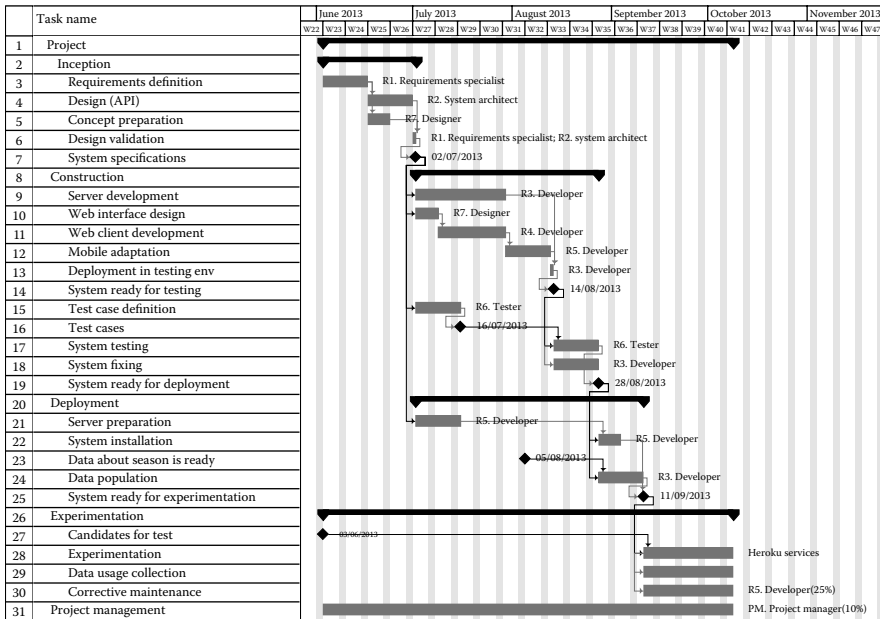 Task name
June 2013 July 2013 August 2013 September 2013 October 2013 November 2013
W22 W23 W24 W25 W26 W27 W28 W29 W30 W31 W32 W33 W34 W35 W36 W37 W38 W39 W40 W41 W42 W43 W44 W45 W46 W47
1 Project
2 Inception
3 Requirements definition R1. Requirements specialist
4 Design (API) R2. System architect
5 Concept preparation R7. Designer
6 Design validation R1. Requirements specialist; R2. system architect
7 System specifications 02/07/2013
8 Construction
9 Server development R3. Developer
10 Web interface design R7. Designer
11 Web client development R4. Developer
12 Mobile adaptation R5. Developer
13 Deployment in testing env R3. Developer
14 System ready for testing 14/08/2013
15 Test case definition R6. Tester
16 Test cases 16/07/2013
17 System testing R6. Tester
18 System fixing R3. Developer
19 System ready for deployment 28/08/2013
20 Deployment
21 Server preparation R5. Developer
22 System installation R5. Developer
23 Data about season is ready 05/08/2013
24 Data population R3. Developer
25 System ready for experimentation 11/09/2013
26 Experimentation
27 Candidates for test 03/06/2013
28 Experimentation Heroku services
29 Data usage collection
30 Corrective maintenance R5. Developer(25%)
31 Project management PM. Project manager(10%)